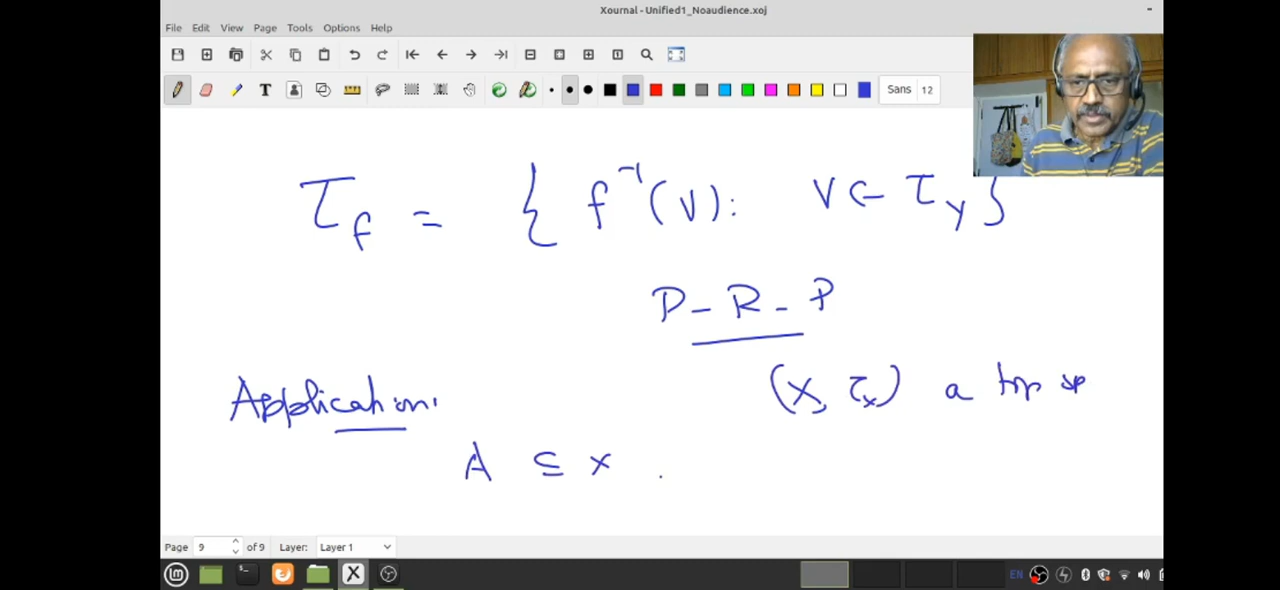 Xournal - Unified1_Noaudience.xoj
File Edit View Page Tools Options Help
Sans 12
τ_f = { f⁻¹(V): V ∈ τ_Y }
P-R-P
(X, τ_X) a top sp
Application.
A ⊆ X .
Page 9 of 9 Layer: Layer 1
EN